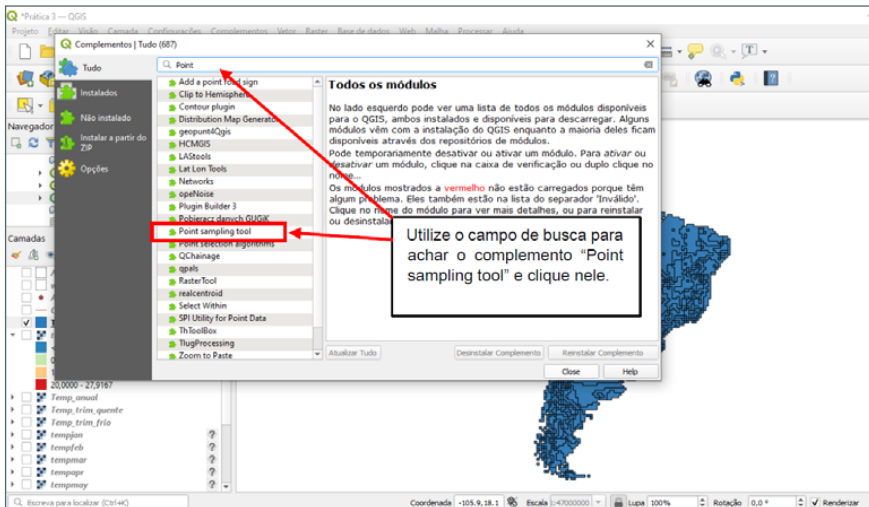 *Prática 3 — QGIS
Projeto Editar Visão Camada Configurações Complementos Vetor Raster Base de dados Web Malha Processar Ajuda
Complementos | Tudo (687)
Tudo
Instalados
Não instalado
Instalar a partir do
ZIP
Opções
Point
Add a point sign
Clip to Hemisphere
Contour plugin
Distribution Map Generator
geopunt4Qgis
HCMGIS
LAStools
Lat Lon Tools
Networks
opeNoise
Plugin Builder 3
Pobieracz danych GUGiK
Point sampling tool
Point selection algorithms
QChainage
qpals
RasterTool
realcentroid
Select Within
SPI Utility for Point Data
ThToolBox
TlugProcessing
Zoom to Paste
Todos os módulos
No lado esquerdo pode ver uma lista de todos os módulos disponíveis
para o QGIS, ambos instalados e disponíveis para descarregar. Alguns
módulos vêm com a instalação do QGIS enquanto a maioria deles ficam
disponíveis através dos repositórios de módulos.
Pode temporariamente desativar ou ativar um módulo. Para ativar ou
desativar um módulo, clique na caixa de verificação ou duplo clique no
nome...
Os módulos mostrados a vermelho não estão carregados porque têm
algum problema. Eles também estão na lista do separador 'Inválido'.
Clique no nome do módulo para ver mais detalhes, ou para reinstalar
ou desinstalar
Utilize o campo de busca para
achar o complemento “Point
sampling tool” e clique nele.
Atualizar Tudo
Desinstalar Complemento
Reinstalar Complemento
Close
Help
Navegador
Camadas
20,0000 - 27,9167
Temp_anual
Temp_trim_quente
Temp_trim_frio
tempjan ?
tempfeb ?
tempmar ?
tempapr ?
tempmay ?
Escreva para localizar (Ctrl+K)
Coordenada -105.9,18.1 Escala 1:47000000 Lupa 100% Rotação 0,0 ° Renderizar